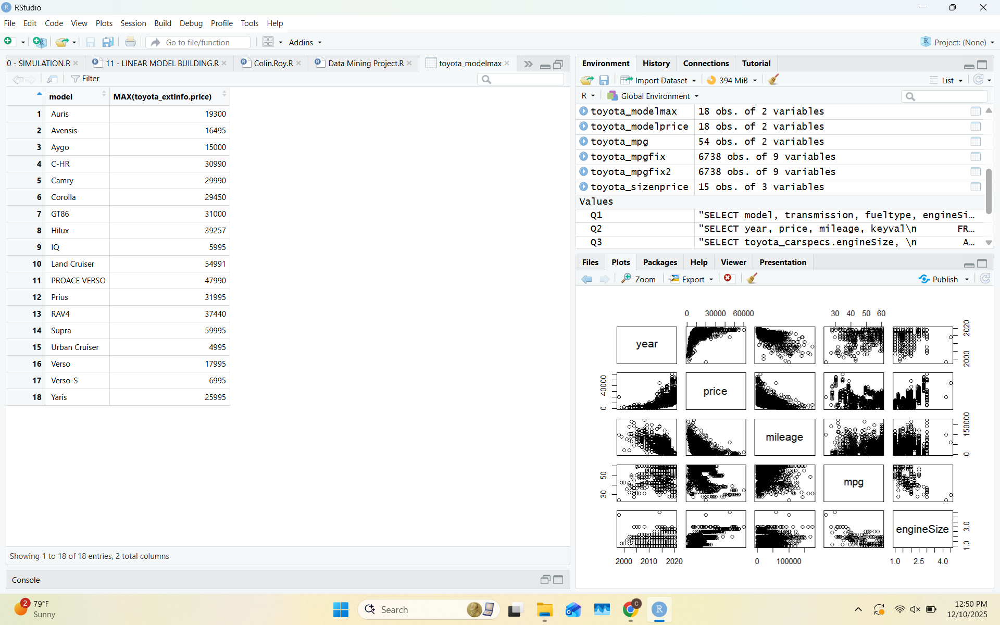 RStudio
File Edit Code View Plots Session Build Debug Profile Tools Help
Go to file/function Addins Project: (None)
0 - SIMULATION.R 11 - LINEAR MODEL BUILDING.R Colin.Roy.R Data Mining Project.R toyota_modelmax
Filter
model MAX(toyota_extinfo.price)
1 Auris 19300
2 Avensis 16495
3 Aygo 15000
4 C-HR 30990
5 Camry 29990
6 Corolla 29450
7 GT86 31000
8 Hilux 39257
9 IQ 5995
10 Land Cruiser 54991
11 PROACE VERSO 47990
12 Prius 31995
13 RAV4 37440
14 Supra 59995
15 Urban Cruiser 4995
16 Verso 17995
17 Verso-S 6995
18 Yaris 25995
Showing 1 to 18 of 18 entries, 2 total columns
Console
Environment History Connections Tutorial
Import Dataset 394 MiB List
R Global Environment
toyota_modelmax 18 obs. of 2 variables
toyota_modelprice 18 obs. of 2 variables
toyota_mpg 54 obs. of 2 variables
toyota_mpgfix 6738 obs. of 9 variables
toyota_mpgfix2 6738 obs. of 9 variables
toyota_sizenprice 15 obs. of 3 variables
Values
Q1 "SELECT model, transmission, fueltype, engineSi…
Q2 "SELECT year, price, mileage, keyval\n FR…
Q3 "SELECT toyota_carspecs.engineSize, \n A…
Files Plots Packages Help Viewer Presentation
Zoom Export Publish
0 30000 60000 30 40 50 60
year 2000 2020
0 40000 price
mileage 0 150000
30 50 mpg
engineSize 1.0 3.0
2000 2010 2020 0 100000 1.0 2.5 4.0
2 79°F
Sunny
Search
C
R
12:50 PM
12/10/2025